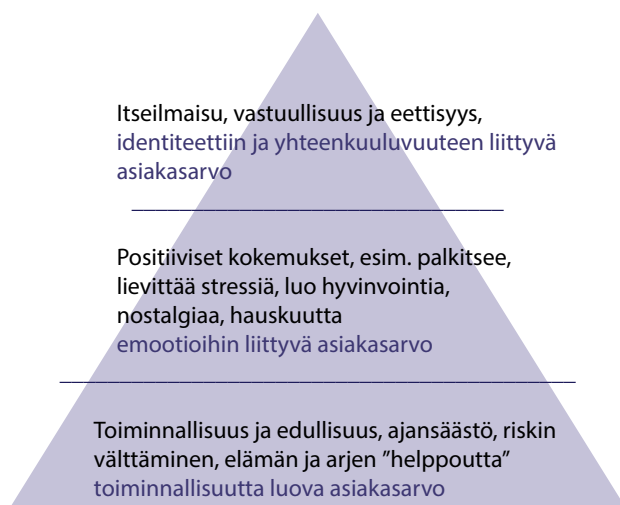 Itseilmaisu, vastuullisuus ja eettisyys,
identiteettiin ja yhteenkuuluvuuteen liittyvä
asiakasarvo
Positiiviset kokemukset, esim. palkitsee,
lievittää stressiä, luo hyvinvointia,
nostalgiaa, hauskuutta
emootioihin liittyvä asiakasarvo
Toiminnallisuus ja edullisuus, ajansäästö, riskin
välttäminen, elämän ja arjen ”helppoutta”
toiminnallisuutta luova asiakasarvo